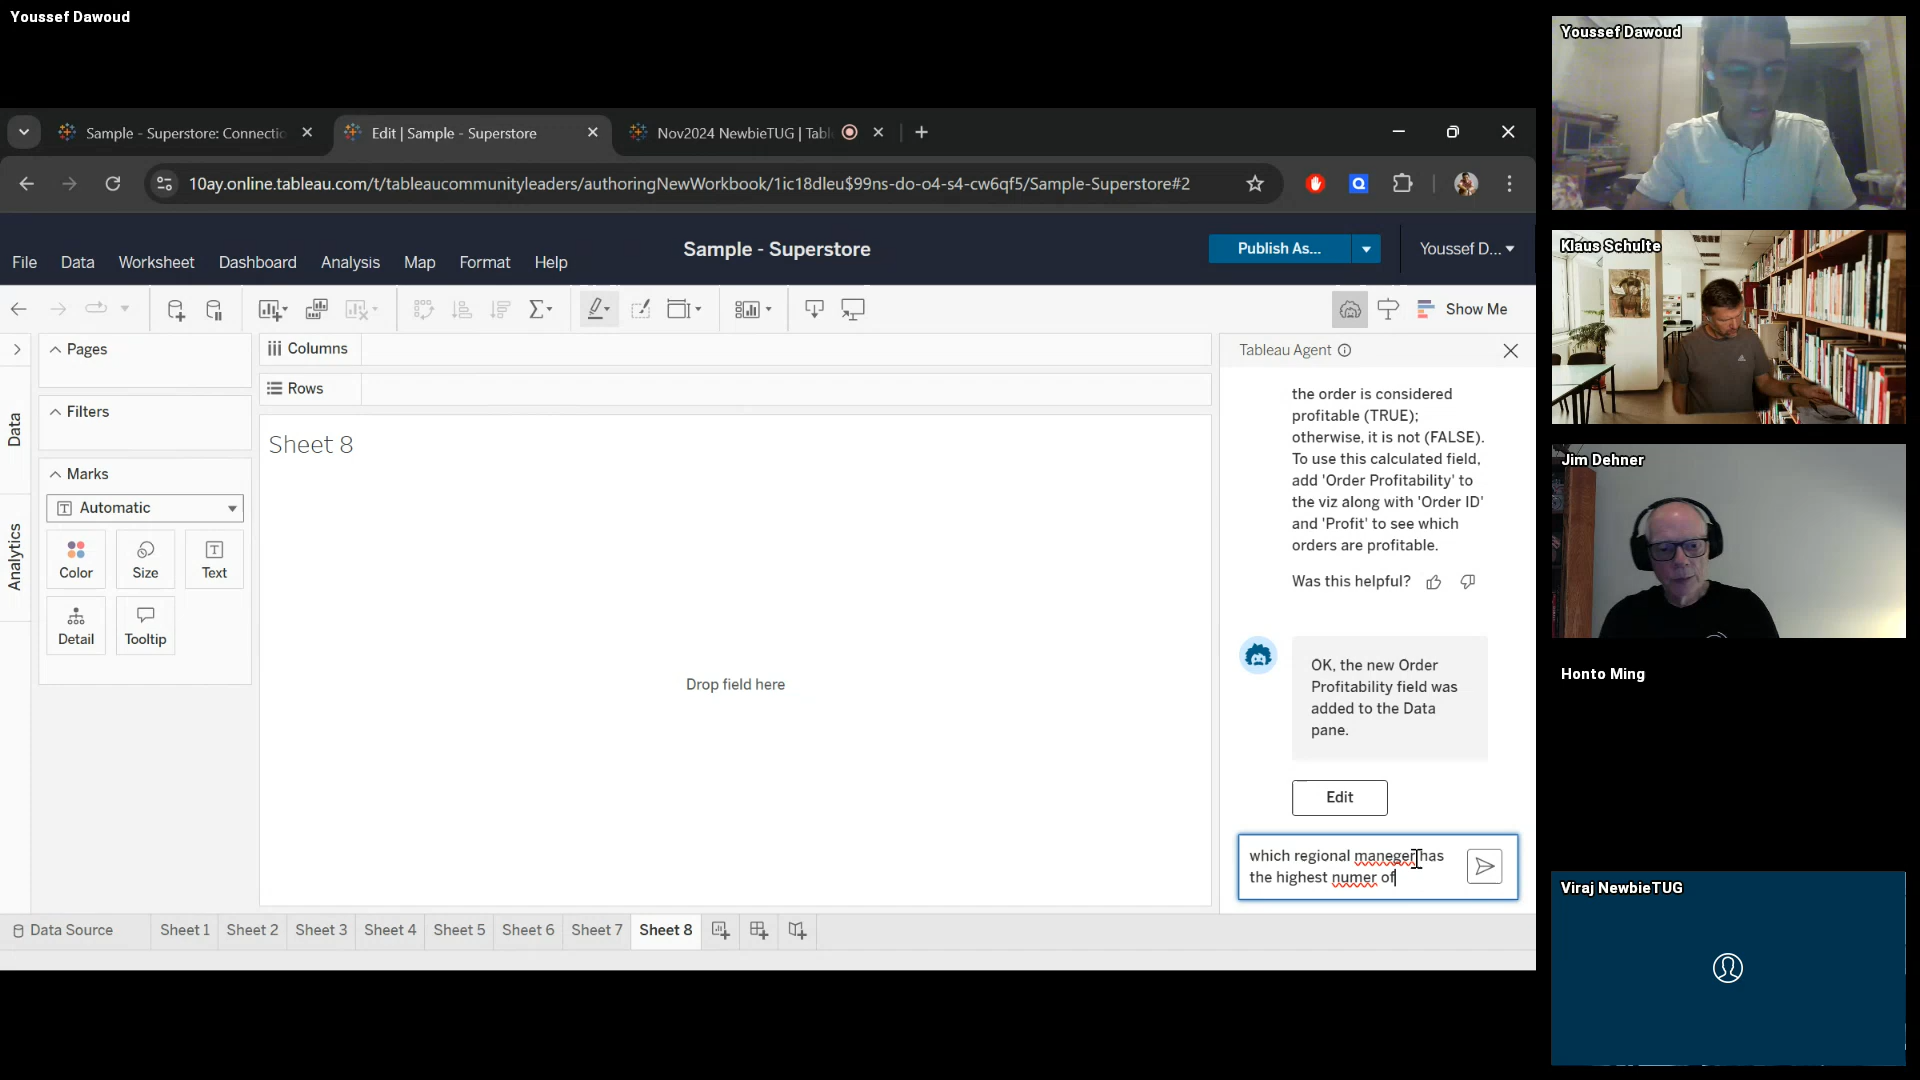 Youssef Dawoud
Sample - Superstore: Connectio
Edit | Sample - Superstore
Nov2024 NewbieTUG | Tabl
10ay.online.tableau.com/t/tableaucommunityleaders/authoringNewWorkbook/1ic18dleu$99ns-do-o4-s4-cw6qf5/Sample-Superstore#2
Sample - Superstore
Publish As...
Youssef D...
File Data Worksheet Dashboard Analysis Map Format Help
Show Me
Data
Analytics
Pages
Filters
Marks
Automatic
Color
Size
Text
Detail
Tooltip
Columns
Rows
Sheet 8
Drop field here
Tableau Agent
the order is considered
profitable (TRUE);
otherwise, it is not (FALSE).
To use this calculated field,
add 'Order Profitability' to
the viz along with 'Order ID'
and 'Profit' to see which
orders are profitable.
Was this helpful?
OK, the new Order
Profitability field was
added to the Data
pane.
Edit
which regional maneger has
the highest numer of
Data Source Sheet 1 Sheet 2 Sheet 3 Sheet 4 Sheet 5 Sheet 6 Sheet 7 Sheet 8
Youssef Dawoud
Klaus Schulte
Jim Dehner
Honto Ming
Viraj NewbieTUG